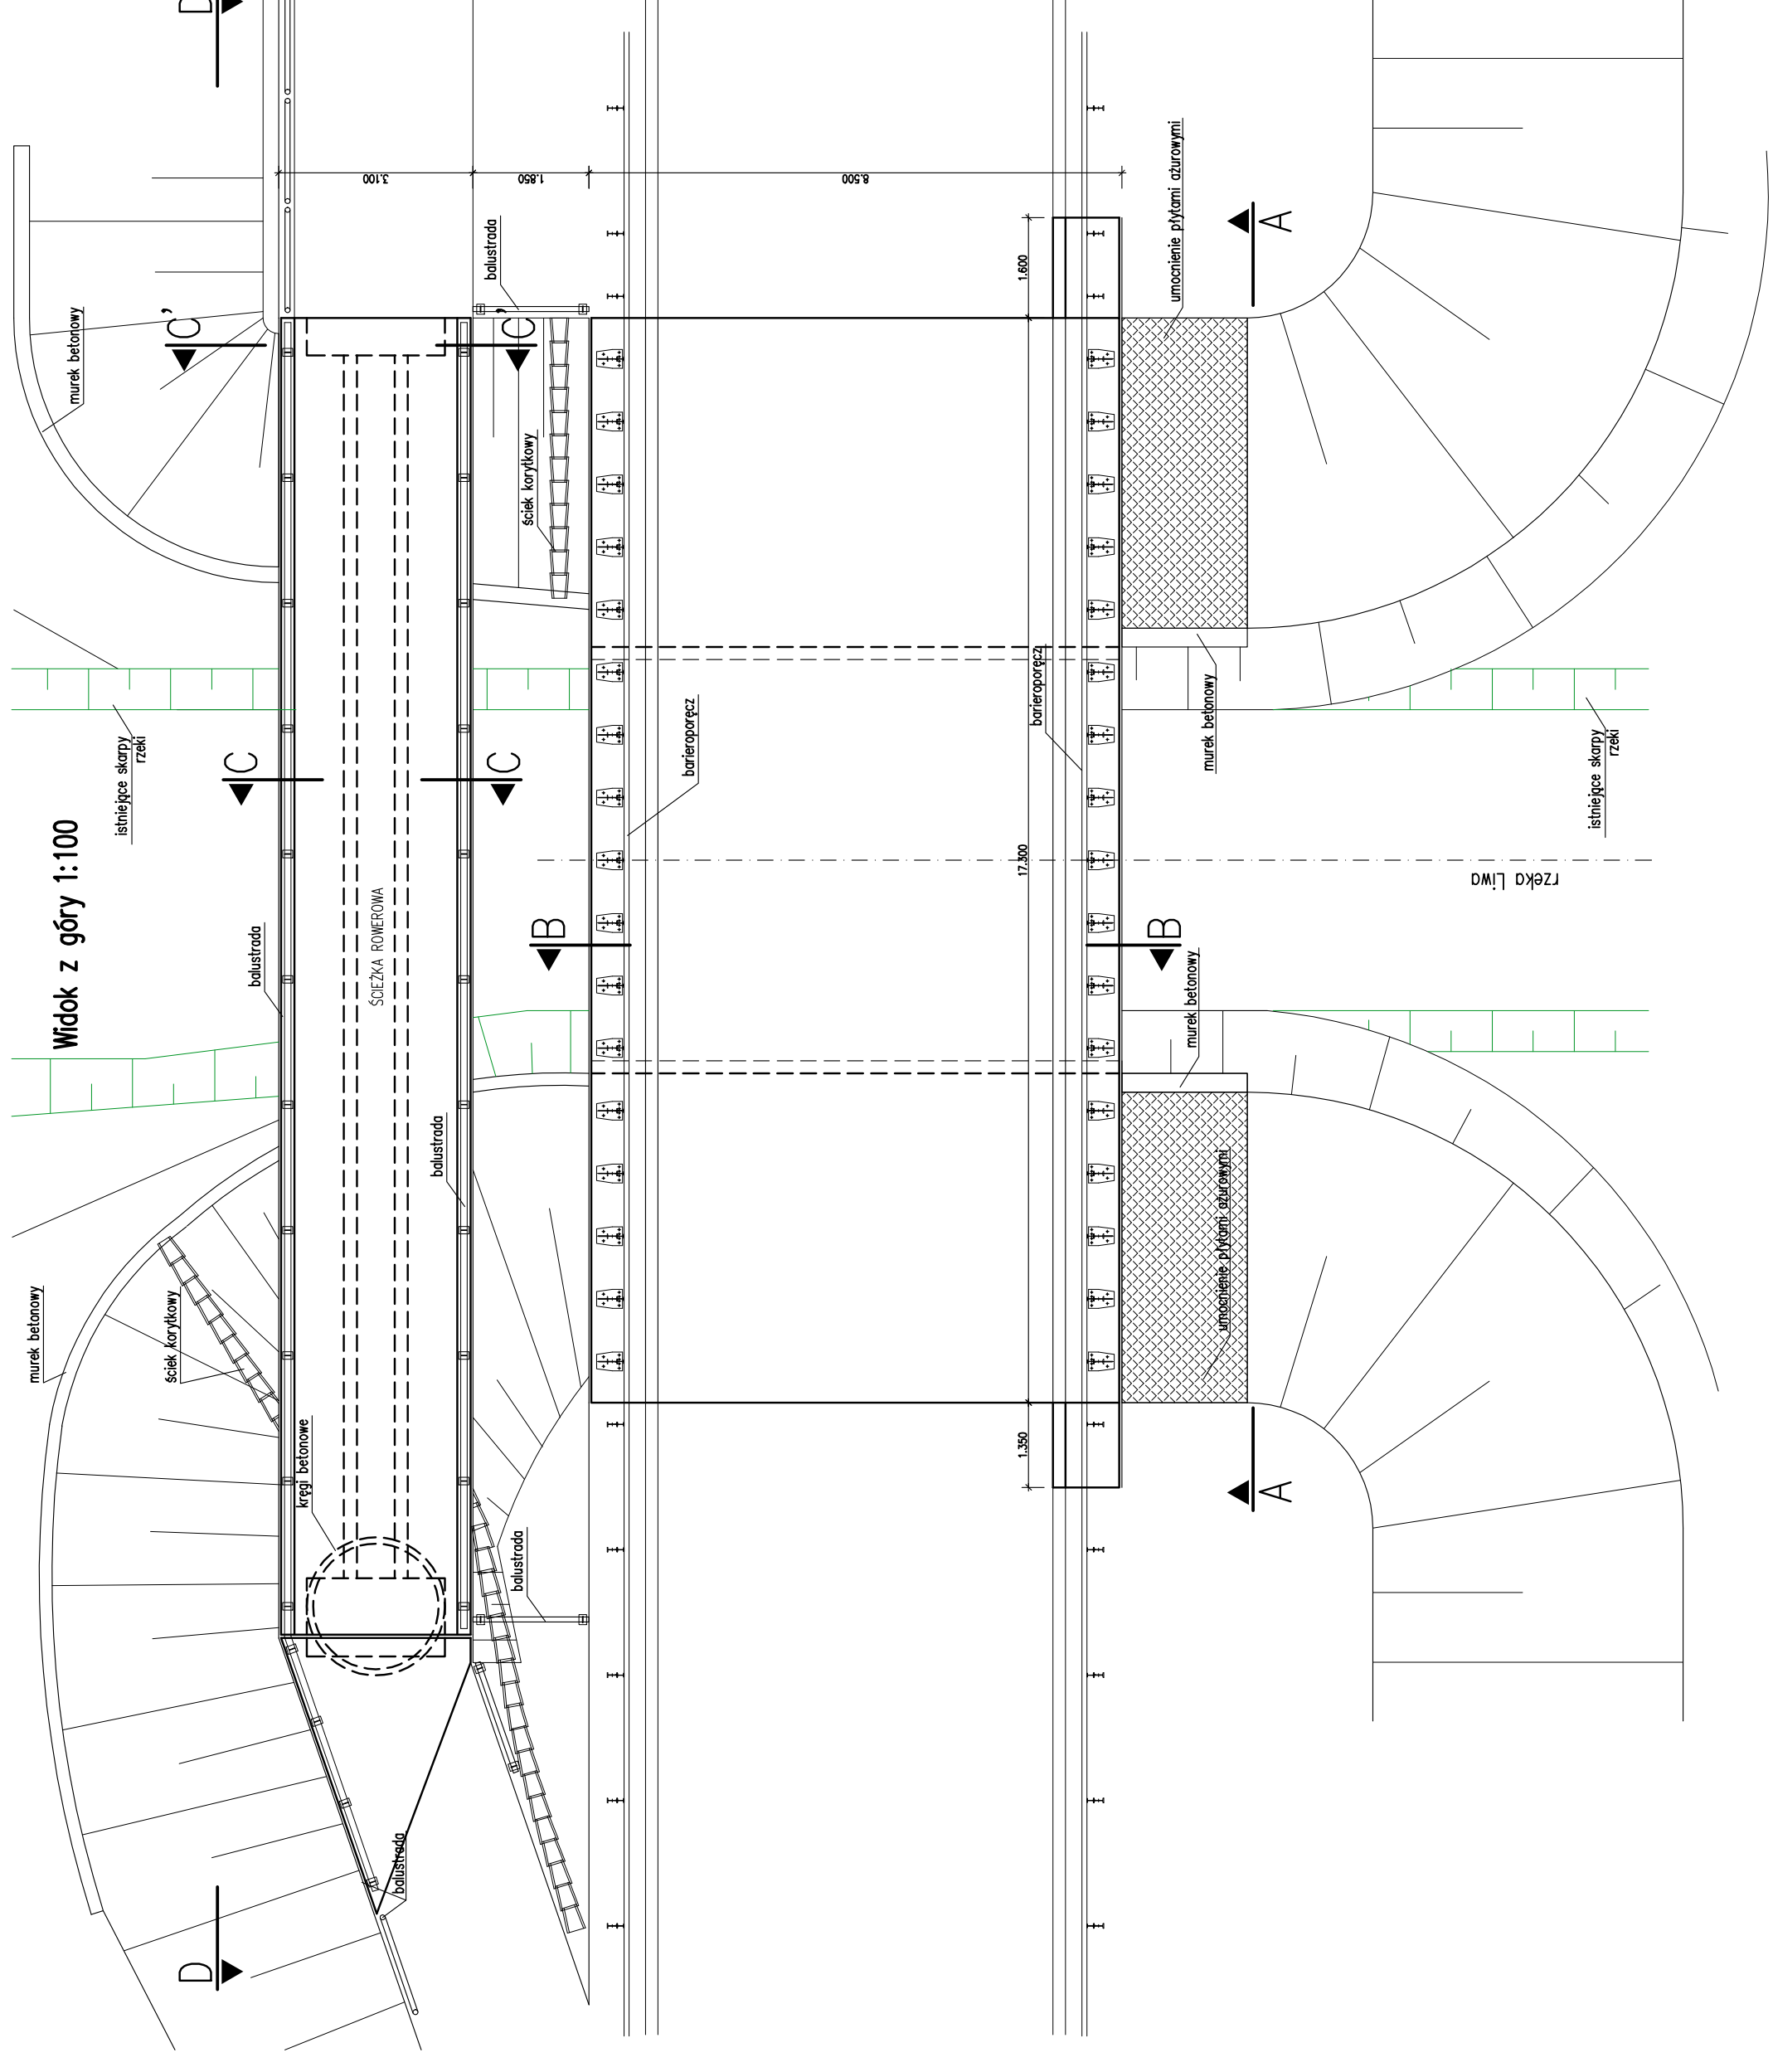 Widok z góry 1:100
D
D
murek betonowy
C'
C'
balustrada
ściek korytkowy
3.100
1.850
8.500
1.600
umocnienie płytami ażurowymi
A
istniejące skarpy
rzeki
C
C
barieroporęcz
barieroporęcz
murek betonowy
istniejące skarpy
rzeki
17.300
rzeka Liwa
ŚCIEŻKA ROWEROWA
balustrada
B
B
murek betonowy
balustrada
umocnienie płytami ażurowymi
murek betonowy
ściek korytkowy
kręgi betonowe
balustrada
1.350
A
balustrada